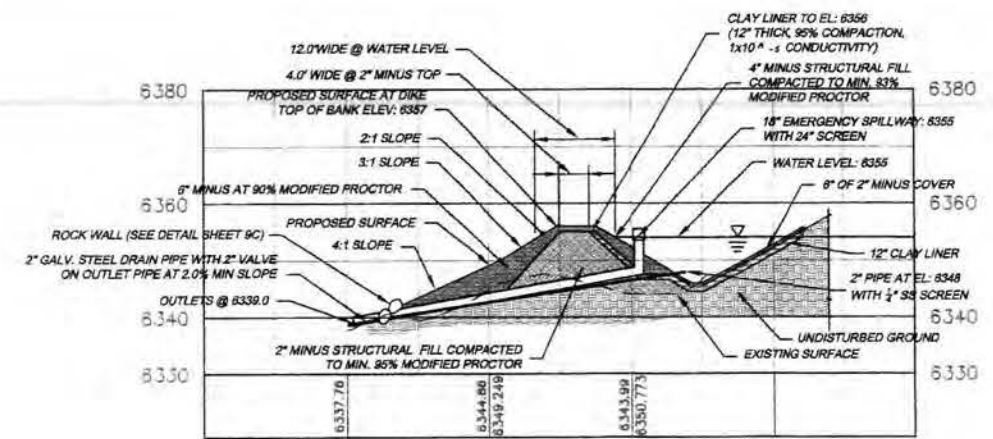 CLAY LINER TO EL: 6356
(12" THICK, 95% COMPACTION,
1x10^ -s CONDUCTIVITY)
12.0'WIDE @ WATER LEVEL
4.0' WIDE @ 2" MINUS TOP
4" MINUS STRUCTURAL FILL
COMPACTED TO MIN. 93%
MODIFIED PROCTOR
6380
6380
PROPOSED SURFACE AT DIKE
TOP OF BANK ELEV: 6357
18" EMERGENCY SPILLWAY: 6355
WITH 24" SCREEN
2:1 SLOPE
3:1 SLOPE
WATER LEVEL: 6355
6" MINUS AT 90% MODIFIED PROCTOR
6" OF 2" MINUS COVER
6360
6360
PROPOSED SURFACE
ROCK WALL (SEE DETAIL SHEET 9C)
4:1 SLOPE
12" CLAY LINER
2" GALV. STEEL DRAIN PIPE WITH 2" VALVE
ON OUTLET PIPE AT 2.0% MIN SLOPE
2" PIPE AT EL: 6348
WITH ¼" SS SCREEN
OUTLETS @ 6339.0
6340
6340
UNDISTURBED GROUND
2" MINUS STRUCTURAL FILL COMPACTED
TO MIN. 95% MODIFIED PROCTOR
EXISTING SURFACE
6330
6330
6337.76
6344.86
6349.249
6343.99
6350.773